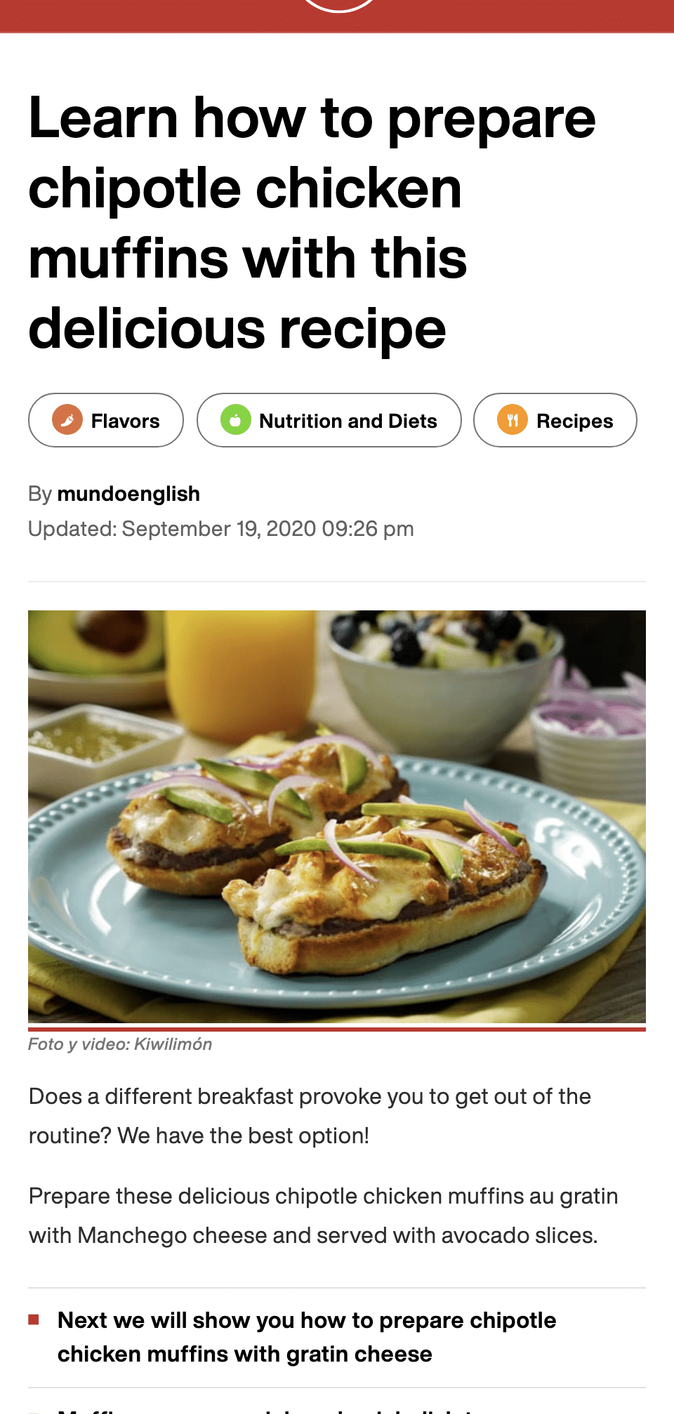 Learn how to prepare
chipotle chicken
muffins with this
delicious recipe
Flavors
Nutrition and Diets
Recipes
By mundoenglish
Updated: September 19, 2020 09:26 pm
Foto y video: Kiwilimón
Does a different breakfast provoke you to get out of the
routine? We have the best option!
Prepare these delicious chipotle chicken muffins au gratin
with Manchego cheese and served with avocado slices.
Next we will show you how to prepare chipotle
chicken muffins with gratin cheese